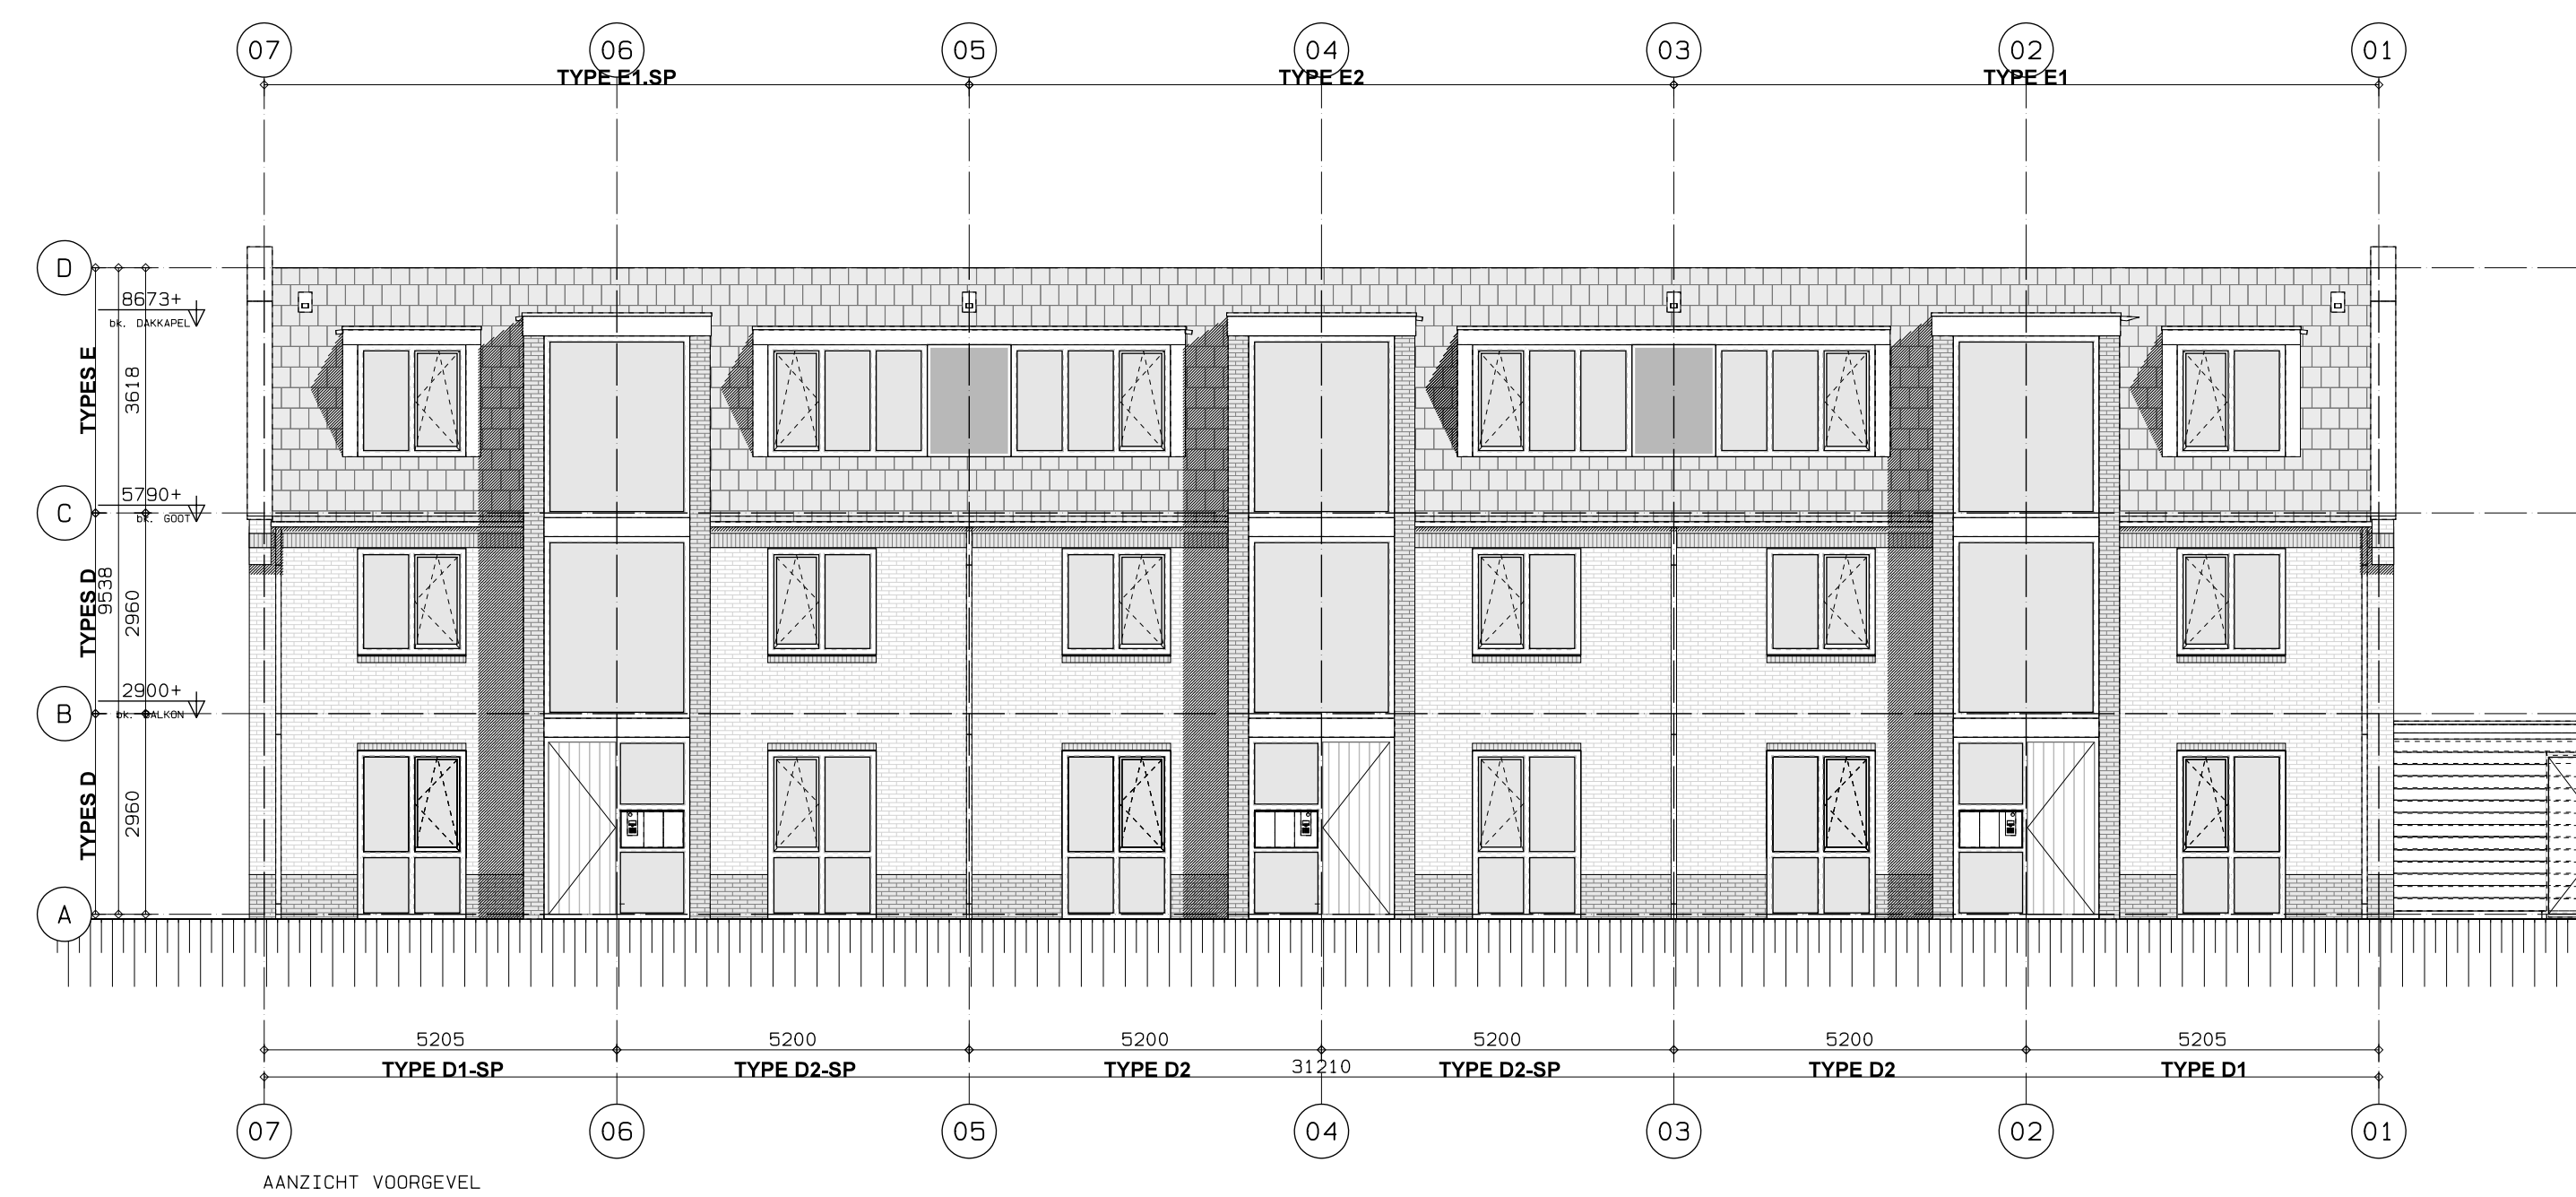 07 06 05 04 03 02 01
TYPE E1.SP TYPE E2 TYPE E1
D
8673+
bk. DAKKAPEL
TYPES E
3618
5790+
C
bk. GOOT
TYPES D
9538
2960
2900+
B
bk. BALKON
TYPES D
2960
A
5205 5200 5200 5200 5200 5205
TYPE D1-SP TYPE D2-SP TYPE D2 31210 TYPE D2-SP TYPE D2 TYPE D1
07 06 05 04 03 02 01
AANZICHT VOORGEVEL